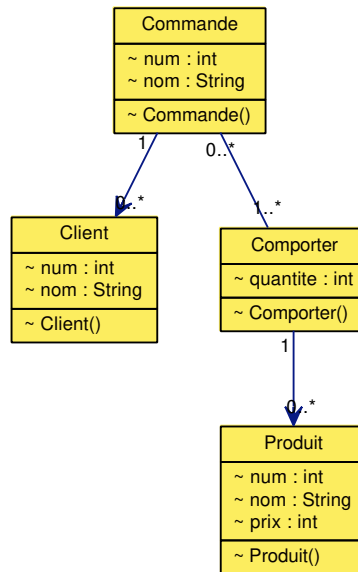 Commande
~ num : int
~ nom : String
~ Commande()
1
0..*
0..*
1..*
Client
~ num : int
~ nom : String
~ Client()
Comporter
~ quantite : int
~ Comporter()
1
0..*
Produit
~ num : int
~ nom : String
~ prix : int
~ Produit()